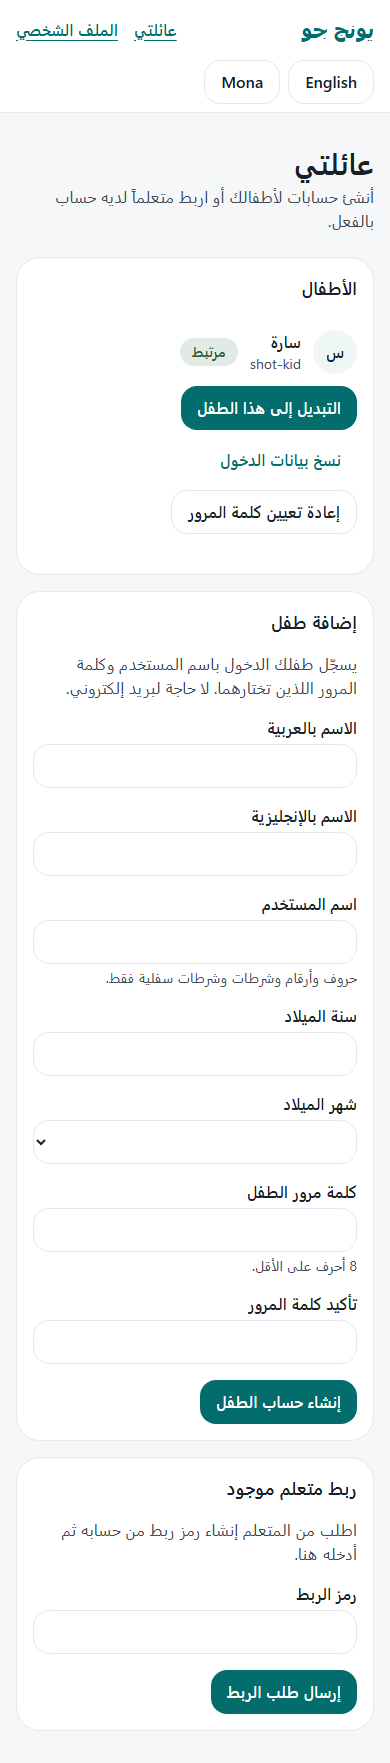 يونج جو
عائلتي
الملف الشخصي
English
Mona
عائلتي
أنشئ حسابات لأطفالك أو اربط متعلماً لديه حساب
بالفعل.
الأطفال
س
سارة
shot-kid
مرتبط
التبديل إلى هذا الطفل
نسخ بيانات الدخول
إعادة تعيين كلمة المرور
إضافة طفل
يسجّل طفلك الدخول باسم المستخدم وكلمة
المرور اللذين تختارهما. لا حاجة لبريد إلكتروني.
الاسم بالعربية
الاسم بالإنجليزية
اسم المستخدم
حروف وأرقام وشرطات وشرطات سفلية فقط.
سنة الميلاد
شهر الميلاد
كلمة مرور الطفل
8 أحرف على الأقل.
تأكيد كلمة المرور
إنشاء حساب الطفل
ربط متعلم موجود
اطلب من المتعلم إنشاء رمز ربط من حسابه ثم
أدخله هنا.
رمز الربط
إرسال طلب الربط